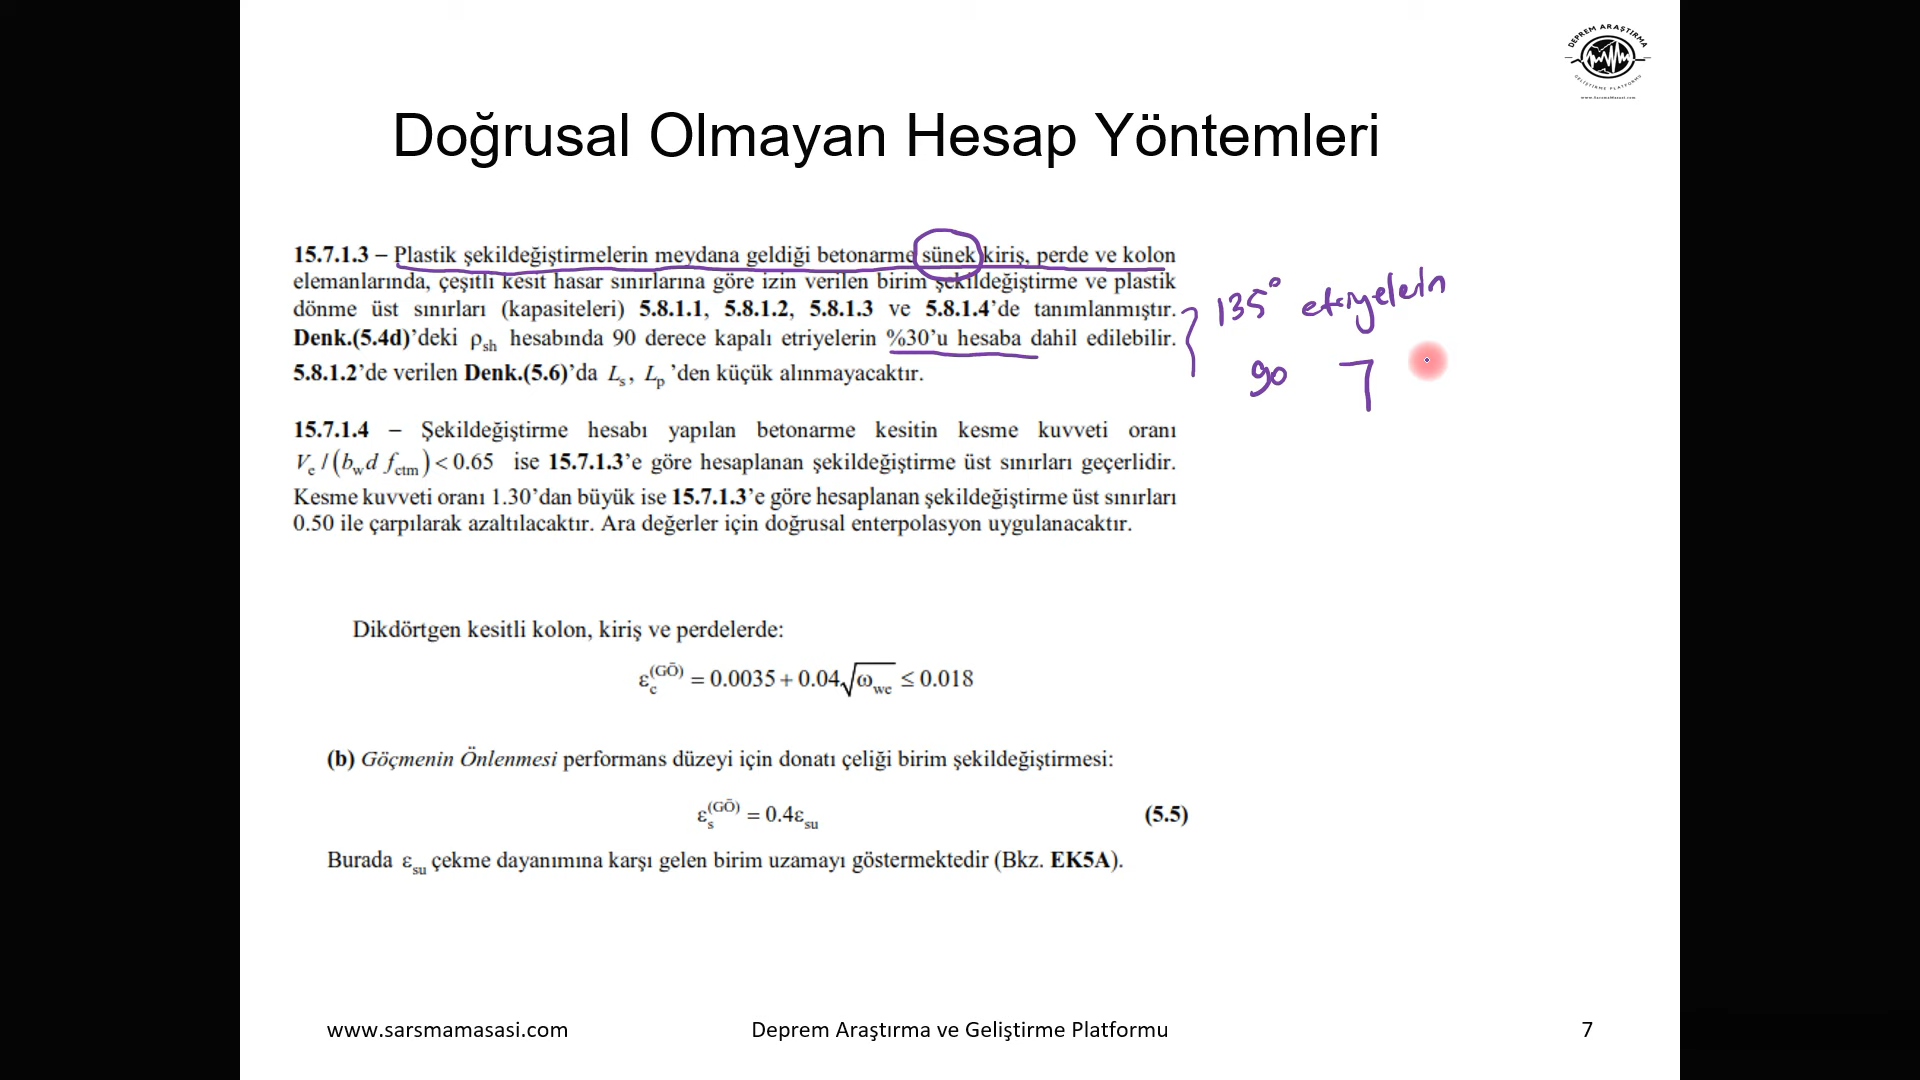 DEPREM ARAŞTIRMA
GELİŞTİRME PLATFORMU
www.SarsmaMasasi.com
Doğrusal Olmayan Hesap Yöntemleri
15.7.1.3 – Plastik şekildeğiştirmelerin meydana geldiği betonarme sünek kiriş, perde ve kolon
elemanlarında, çeşitli kesit hasar sınırlarına göre izin verilen birim şekildeğiştirme ve plastik
dönme üst sınırları (kapasiteleri) 5.8.1.1, 5.8.1.2, 5.8.1.3 ve 5.8.1.4’de tanımlanmıştır.
Denk.(5.4d)’deki ρsh hesabında 90 derece kapalı etriyelerin %30’u hesaba dahil edilebilir.
5.8.1.2’de verilen Denk.(5.6)’da Ls, Lp ’den küçük alınmayacaktır.
135° etriyelerin
90
15.7.1.4 – Şekildeğiştirme hesabı yapılan betonarme kesitin kesme kuvveti oranı
Ve / (bwd fctm) < 0.65 ise 15.7.1.3’e göre hesaplanan şekildeğiştirme üst sınırları geçerlidir.
Kesme kuvveti oranı 1.30’dan büyük ise 15.7.1.3’e göre hesaplanan şekildeğiştirme üst sınırları
0.50 ile çarpılarak azaltılacaktır. Ara değerler için doğrusal enterpolasyon uygulanacaktır.
Dikdörtgen kesitli kolon, kiriş ve perdelerde:
εc(GÖ) = 0.0035 + 0.04√ωwe ≤ 0.018
(b) Göçmenin Önlenmesi performans düzeyi için donatı çeliği birim şekildeğiştirmesi:
εs(GÖ) = 0.4εsu (5.5)
Burada εsu çekme dayanımına karşı gelen birim uzamayı göstermektedir (Bkz. EK5A).
www.sarsmamasasi.com Deprem Araştırma ve Geliştirme Platformu 7